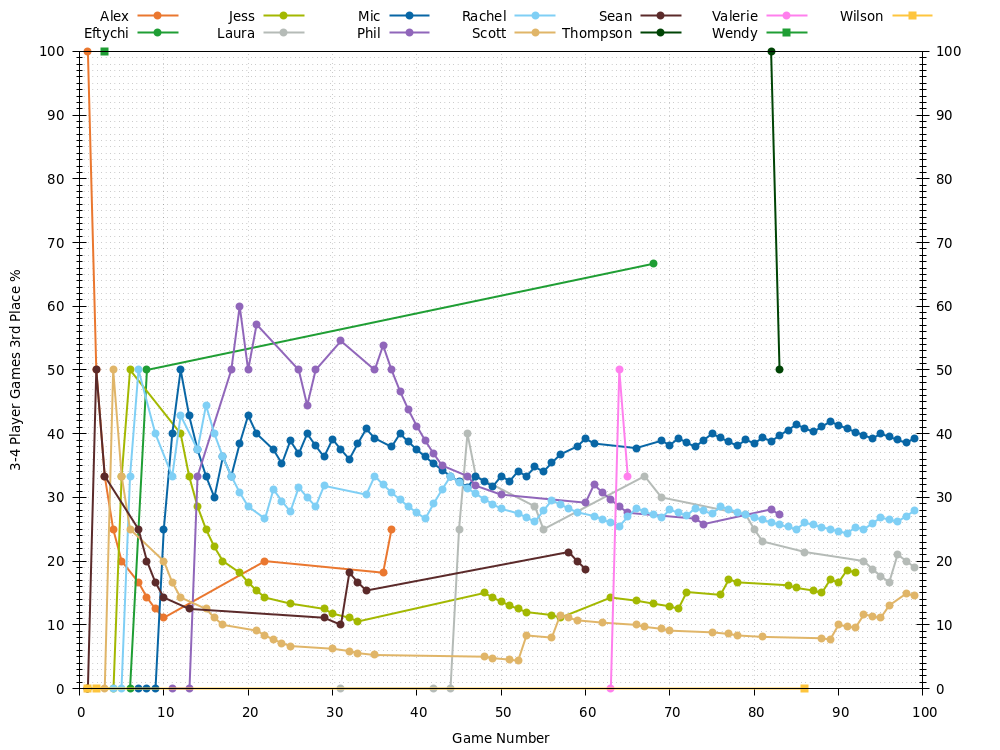 Alex Jess Mic Rachel Sean Valerie Wilson
Eftychi Laura Phil Scott Thompson Wendy
100 100
90 90
80 80
70 70
60 60
50 50
40 40
30 30
20 20
10 10
0 0
3-4 Player Games 3rd Place %
0 10 20 30 40 50 60 70 80 90 100
Game Number